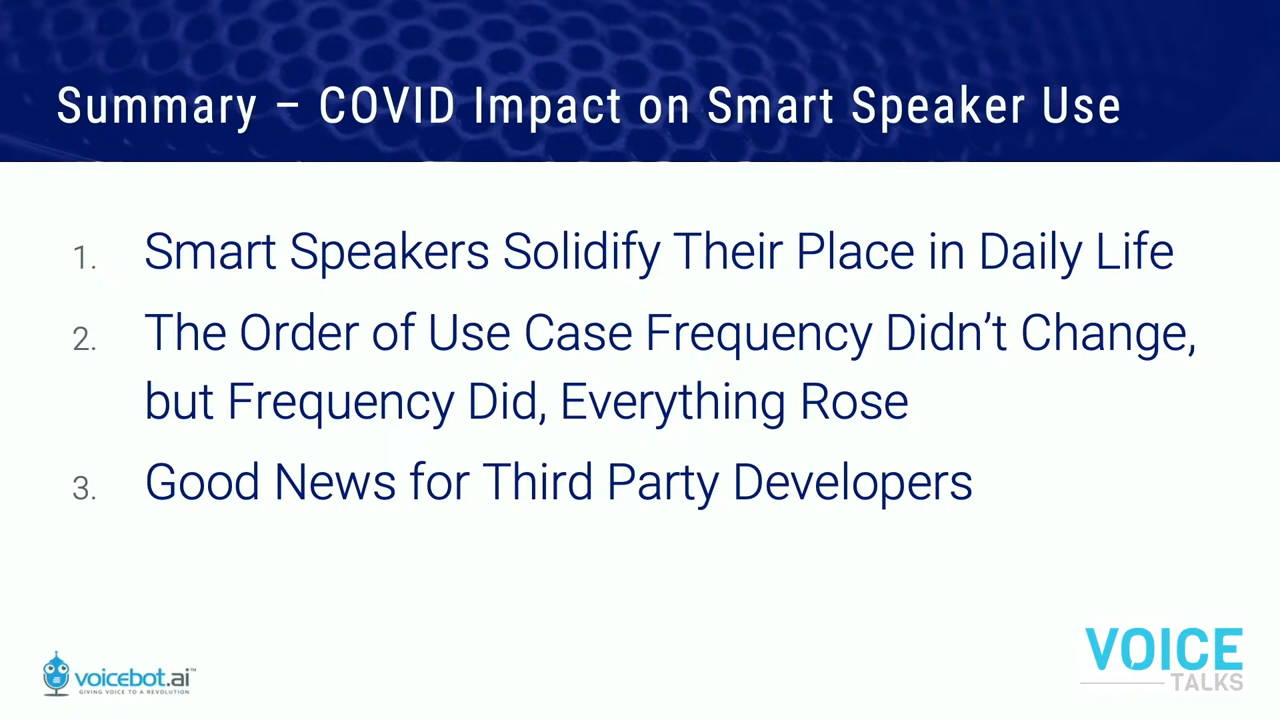 Summary – COVID Impact on Smart Speaker Use
1. Smart Speakers Solidify Their Place in Daily Life
2. The Order of Use Case Frequency Didn’t Change,
but Frequency Did, Everything Rose
3. Good News for Third Party Developers
voicebot.ai™
GIVING VOICE TO A REVOLUTION
VOICE
TALKS